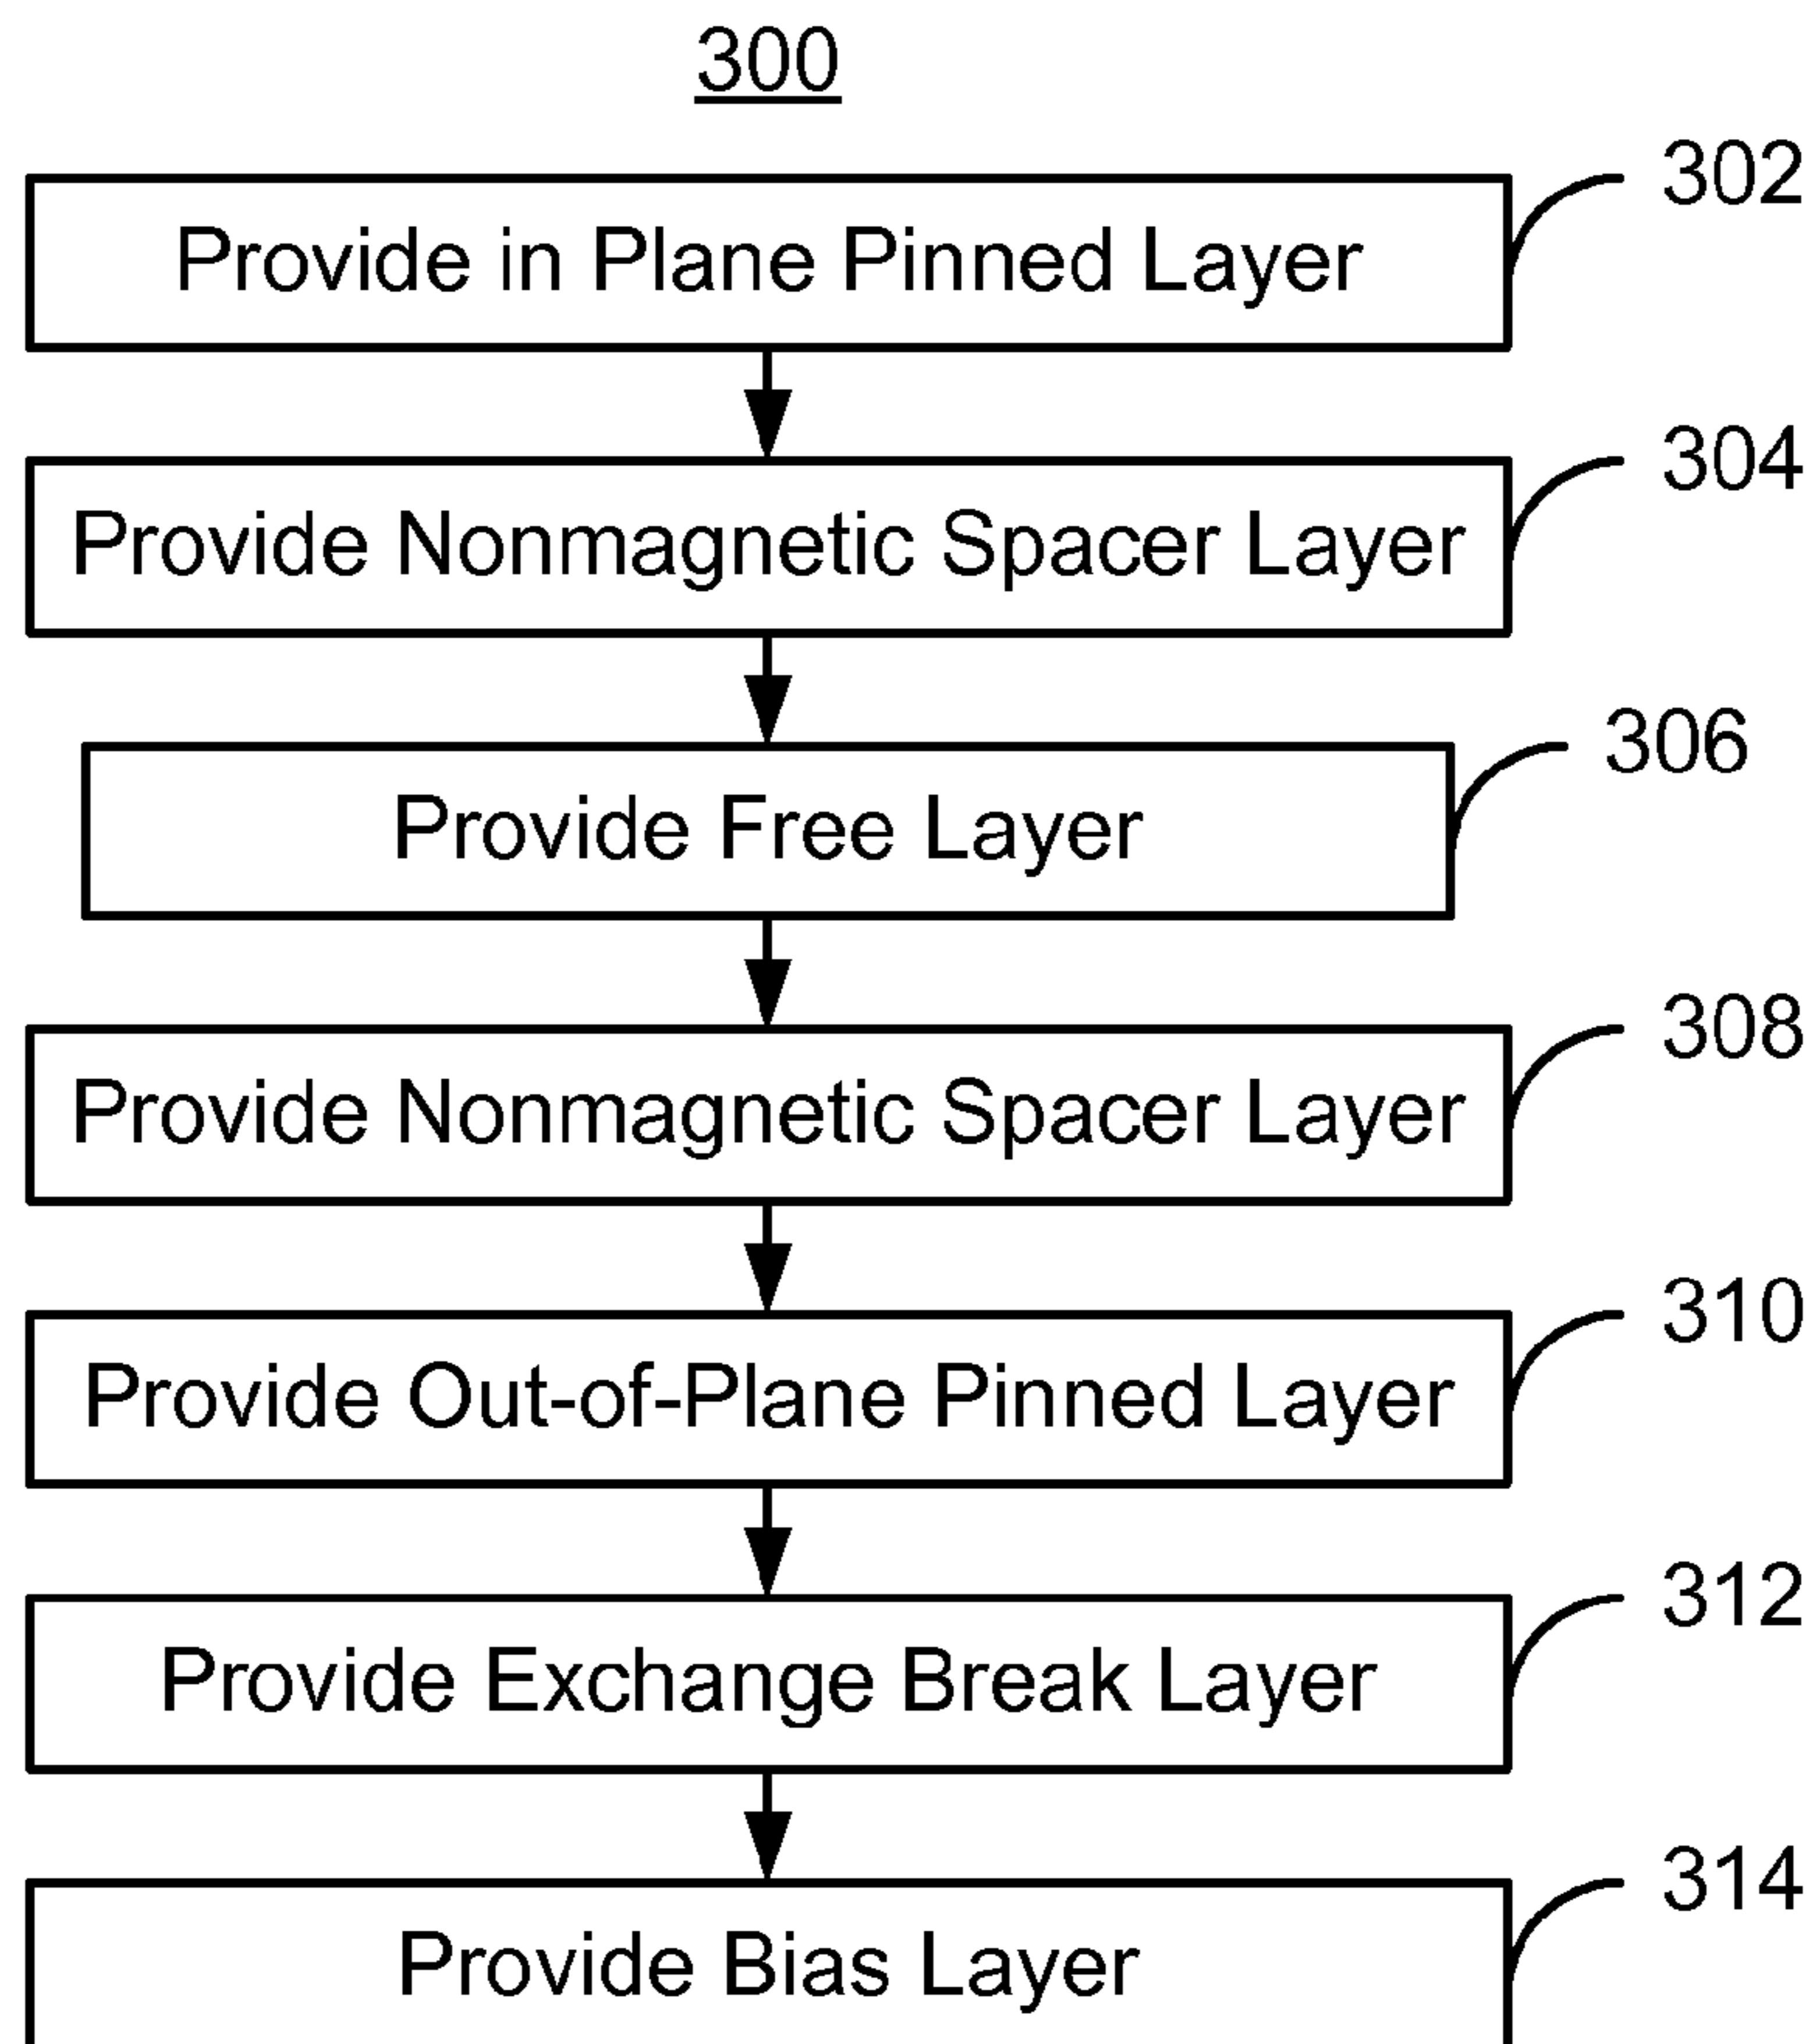 300
302
Provide in Plane Pinned Layer
304
Provide Nonmagnetic Spacer Layer
306
Provide Free Layer
308
Provide Nonmagnetic Spacer Layer
310
Provide Out-of-Plane Pinned Layer
312
Provide Exchange Break Layer
314
Provide Bias Layer